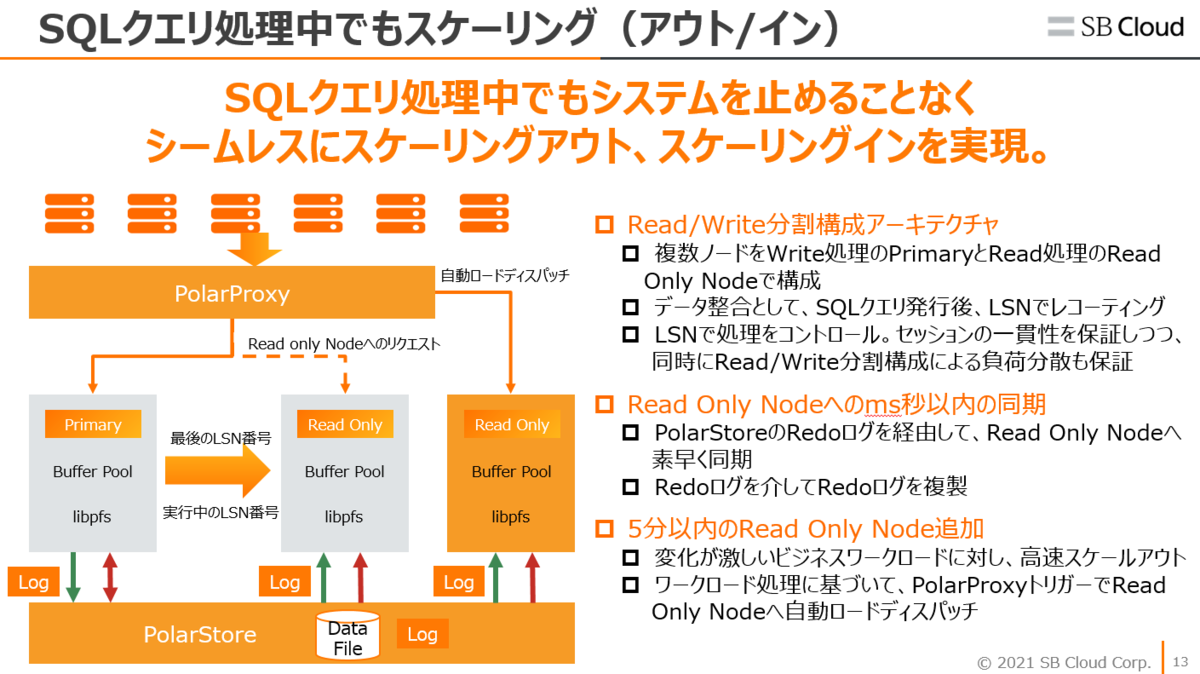 SQLクエリ処理中でもスケーリング（アウト/イン）
SB Cloud
SQLクエリ処理中でもシステムを止めることなく
シームレスにスケーリングアウト、スケーリングインを実現。
PolarProxy
自動ロードディスパッチ
Read only Nodeへのリクエスト
Primary
Buffer Pool
libpfs
最後のLSN番号
実行中のLSN番号
Read Only
Buffer Pool
libpfs
Read Only
Buffer Pool
libpfs
Log
Log
Log
PolarStore
Data
File
Log
Read/Write分割構成アーキテクチャ
複数ノードをWrite処理のPrimaryとRead処理のRead
Only Nodeで構成
データ整合として、SQLクエリ発行後、LSNでレコーティング
LSNで処理をコントロール。セッションの一貫性を保証しつつ、
同時にRead/Write分割構成による負荷分散も保証
Read Only Nodeへのms秒以内の同期
PolarStoreのRedoログを経由して、Read Only Nodeへ
素早く同期
Redoログを介してRedoログを複製
5分以内のRead Only Node追加
変化が激しいビジネスワークロードに対し、高速スケールアウト
ワークロード処理に基づいて、PolarProxyトリガーでRead
Only Nodeへ自動ロードディスパッチ
© 2021 SB Cloud Corp.
13